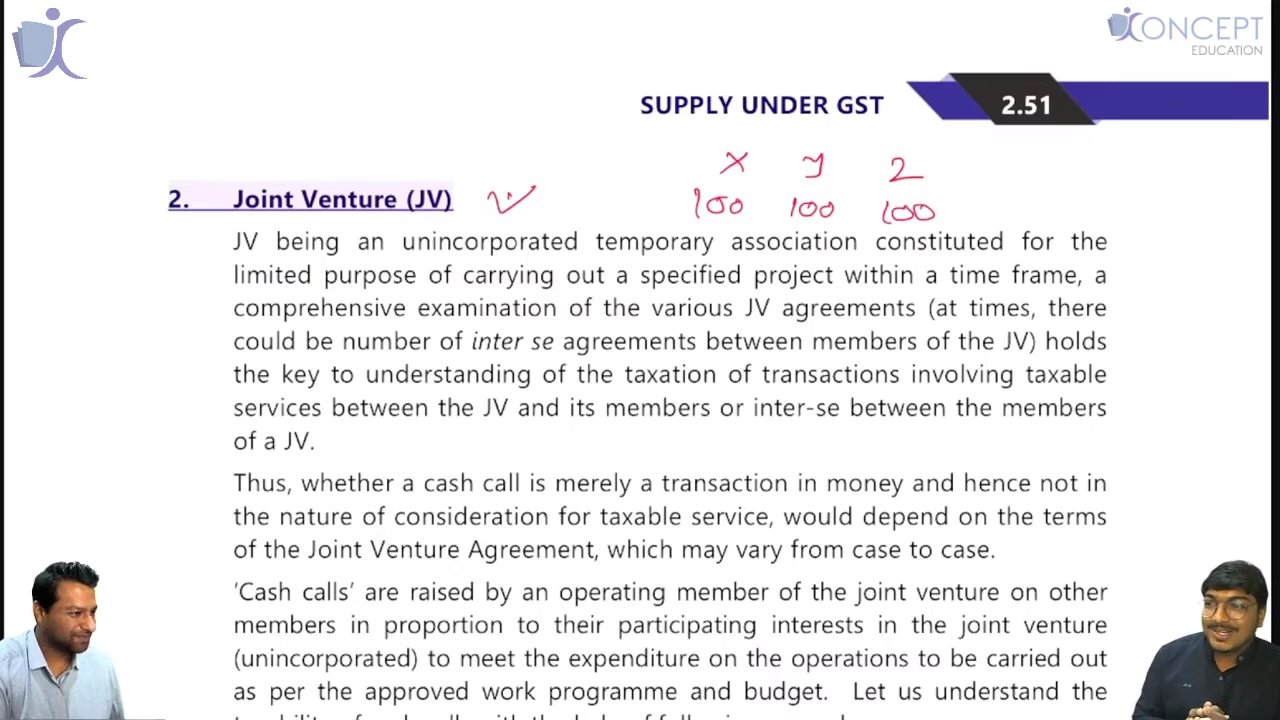 CONCEPT
EDUCATION
SUPPLY UNDER GST 2.51
X Y Z
2. Joint Venture (JV)
100 100 100
JV being an unincorporated temporary association constituted for the
limited purpose of carrying out a specified project within a time frame, a
comprehensive examination of the various JV agreements (at times, there
could be number of inter se agreements between members of the JV) holds
the key to understanding of the taxation of transactions involving taxable
services between the JV and its members or inter-se between the members
of a JV.
Thus, whether a cash call is merely a transaction in money and hence not in
the nature of consideration for taxable service, would depend on the terms
of the Joint Venture Agreement, which may vary from case to case.
‘Cash calls’ are raised by an operating member of the joint venture on other
members in proportion to their participating interests in the joint venture
(unincorporated) to meet the expenditure on the operations to be carried out
as per the approved work programme and budget. Let us understand the